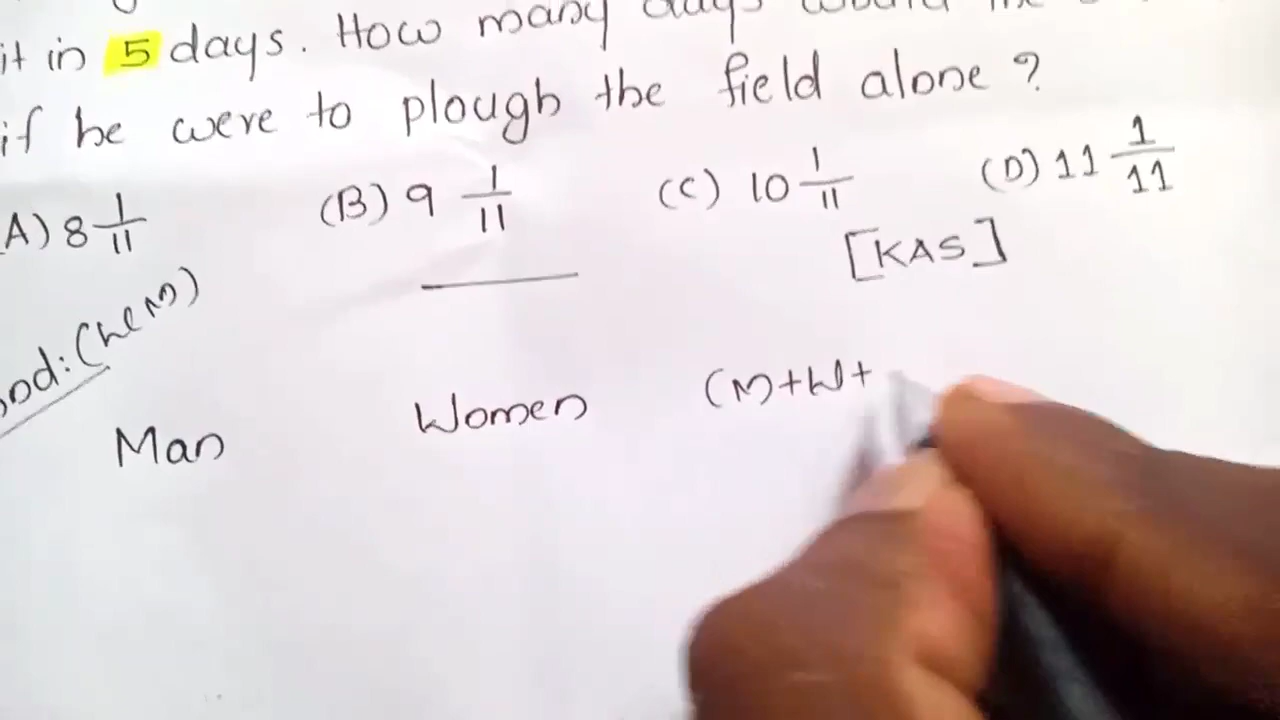 it in 5 days. How many days would the
if he were to plough the field alone ?
A) 8 1/11 (B) 9 1/11 (C) 10 1/11 (D) 11 1/11
[KAS]
Man Women (M+W+